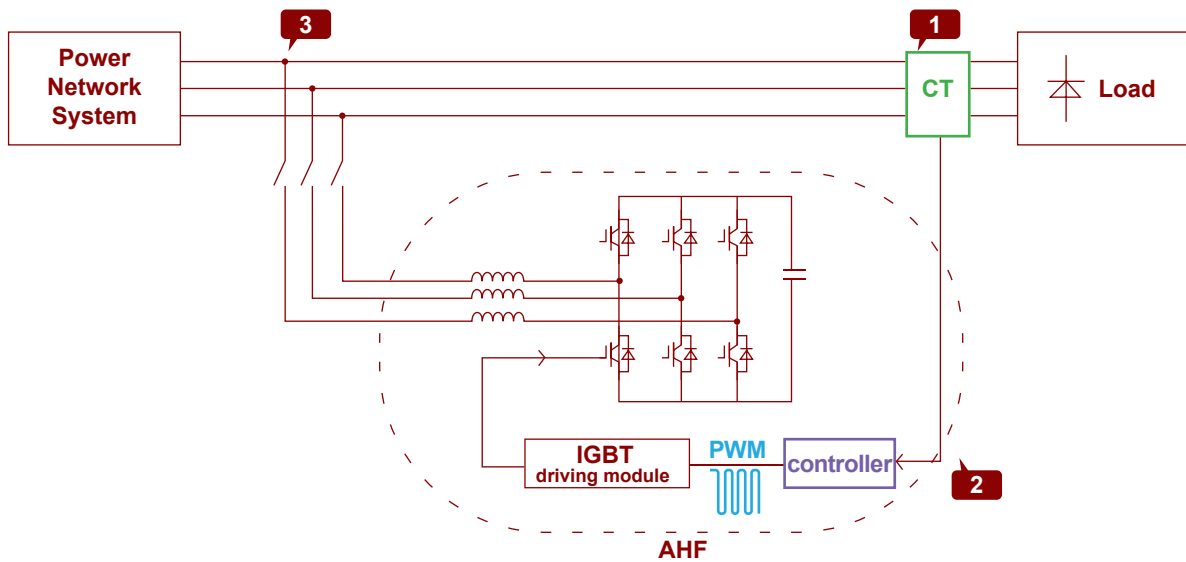 3
1
Power
Network
System
CT
Load
IGBT
driving module
PWM
controller
2
AHF